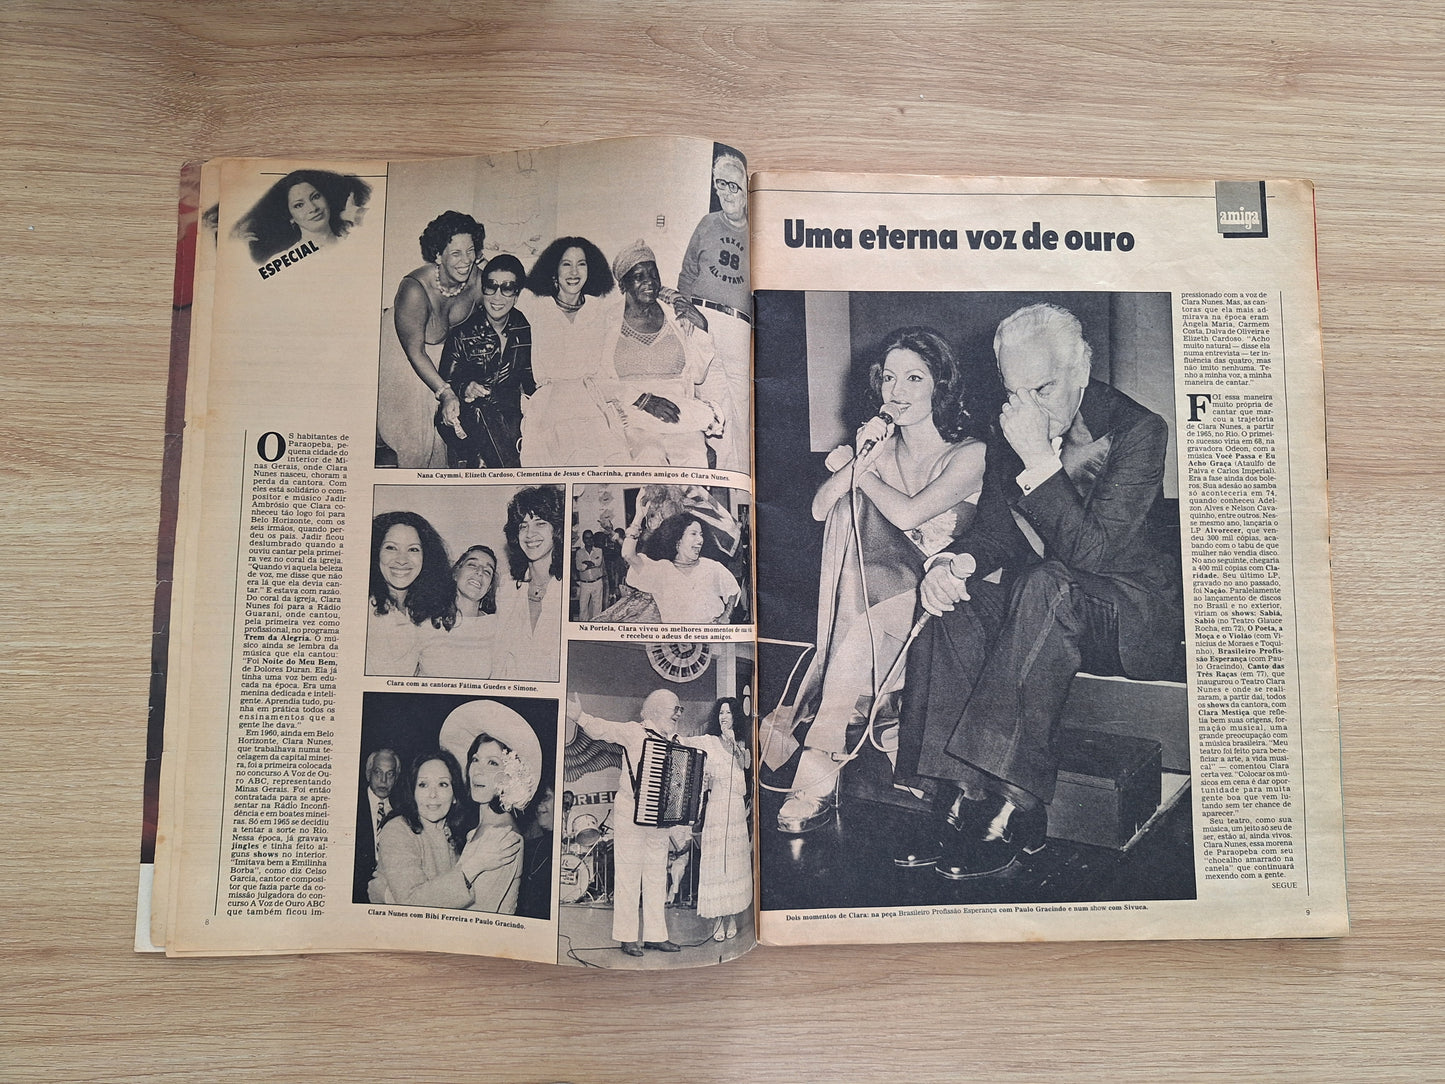 ESPECIAL
TEXAS
98
ALL-STARS
Nana Caymmi, Elizeth Cardoso, Clementina de Jesus e Chacrinha, grandes amigos de Clara Nunes.
OS habitantes de
Paraopeba, pe-
quena cidade do
interior de Mi-
nas Gerais, onde Clara
Nunes nasceu, choram a
perda da cantora. Com
eles está solidário o com-
positor e músico Jadir
Ambrósio que Clara co-
nheceu tão logo foi para
Belo Horizonte, com os
seis irmãos, quando per-
deu os pais. Jadir ficou
deslumbrado quando a
ouviu cantar pela primei-
ra vez no coral da igreja.
"Quando vi aquela beleza
de voz, me disse que não
era lá que ela devia can-
tar." E estava com razão.
Do coral da igreja, Clara
Nunes foi para a Rádio
Guarani, onde cantou,
pela primeira vez como
profissional, no programa
Trem da Alegria. O mú-
sico ainda se lembra da
música que ela cantou:
"Foi Noite do Meu Bem,
de Dolores Duran. Ela já
tinha uma voz bem edu-
cada na época. Era uma
menina dedicada e inteli-
gente. Aprendia tudo, pu-
nha em prática todos os
ensinamentos que a
gente lhe dava."
Em 1960, ainda em Belo
Horizonte, Clara Nunes,
que trabalhava numa te-
celagem da capital minei-
ra, foi a primeira colocada
no concurso A Voz de Ou-
ro ABC, representando
Minas Gerais. Foi então
contratada para se apre-
sentar na Rádio Inconfi-
dência e em boates minei-
ras. Só em 1965 se decidiu
a tentar a sorte no Rio.
Nessa época, já gravava
jingles e tinha feito al-
guns shows no interior.
"Imitava bem a Emilinha
Borba", como diz Celso
Garcia, cantor e composi-
tor que fazia parte da co-
missão julgadora do con-
curso A Voz de Ouro ABC
que também ficou im-
8
Clara com as cantoras Fátima Guedes e Simone.
Na Portela, Clara viveu os melhores momentos de sua
e recebeu o adeus de seus amigos.
Clara Nunes com Bibi Ferreira e Paulo Gracindo.
ORTEL
amiga
Uma eterna voz de ouro
pressionado com a voz de
Clara Nunes. Mas, as can-
toras que ela mais ad-
mirava na época eram
Ângela Maria, Carmem
Costa, Dalva de Oliveira e
Elizeth Cardoso. "Acho
muito natural — disse ela
numa entrevista — ter in-
fluência das quatro, mas
não imito nenhuma. Te-
nho a minha voz, a minha
maneira de cantar."
FOI essa maneira
muito própria de
cantar que mar-
cou a trajetória
de Clara Nunes, a partir
de 1965, no Rio. O primei-
ro sucesso viria em 68, na
gravadora Odeon, com a
música Você Passa e Eu
Acho Graça (Ataulfo de
Paiva e Carlos Imperial).
Era a fase ainda dos bole-
ros. Sua adesão ao samba
só aconteceria em 74,
quando conheceu Adel-
zon Alves e Nelson Cava-
quinho, entre outros. Nes-
se mesmo ano, lançaria o
LP Alvorecer, que ven-
deu 300 mil cópias, aca-
bando com o tabu de que
mulher não vendia disco.
No ano seguinte, chegaria
a 400 mil cópias com Cla-
ridade. Seu último LP,
gravado no ano passado,
foi Nação. Paralelamente
ao lançamento de discos
no Brasil e no exterior,
viriam os shows: Sabiá,
Sabiô (no Teatro Glauce
Rocha, em 72), O Poeta, a
Moça e o Violão (com Vi-
nícius de Moraes e Toqui-
nho), Brasileiro Profis-
são Esperança (com Pau-
lo Gracindo), Canto das
Três Raças (em 77), que
inaugurou o Teatro Clara
Nunes e onde se reali-
zaram, a partir daí, todos
os shows da cantora, com
Clara Mestiça que refle-
tia bem suas origens, for-
mação musical, uma
grande preocupação com
a música brasileira. "Meu
teatro foi feito para bene-
ficiar a arte, a vida musi-
cal" — comentou Clara
certa vez. "Colocar os mú-
sicos em cena é dar opor-
tunidade para muita
gente boa que vem lu-
tando sem ter chance de
aparecer."
Seu teatro, como sua
música, um jeito só seu de
ser, estão aí, ainda vivos.
Clara Nunes, essa morena
de Paraopeba com seu
"chocalho amarrado na
canela" que continuará
mexendo com a gente.
SEGUE
Dois momentos de Clara: na peça Brasileiro Profissão Esperança com Paulo Gracindo e num show com Sivuca.
9